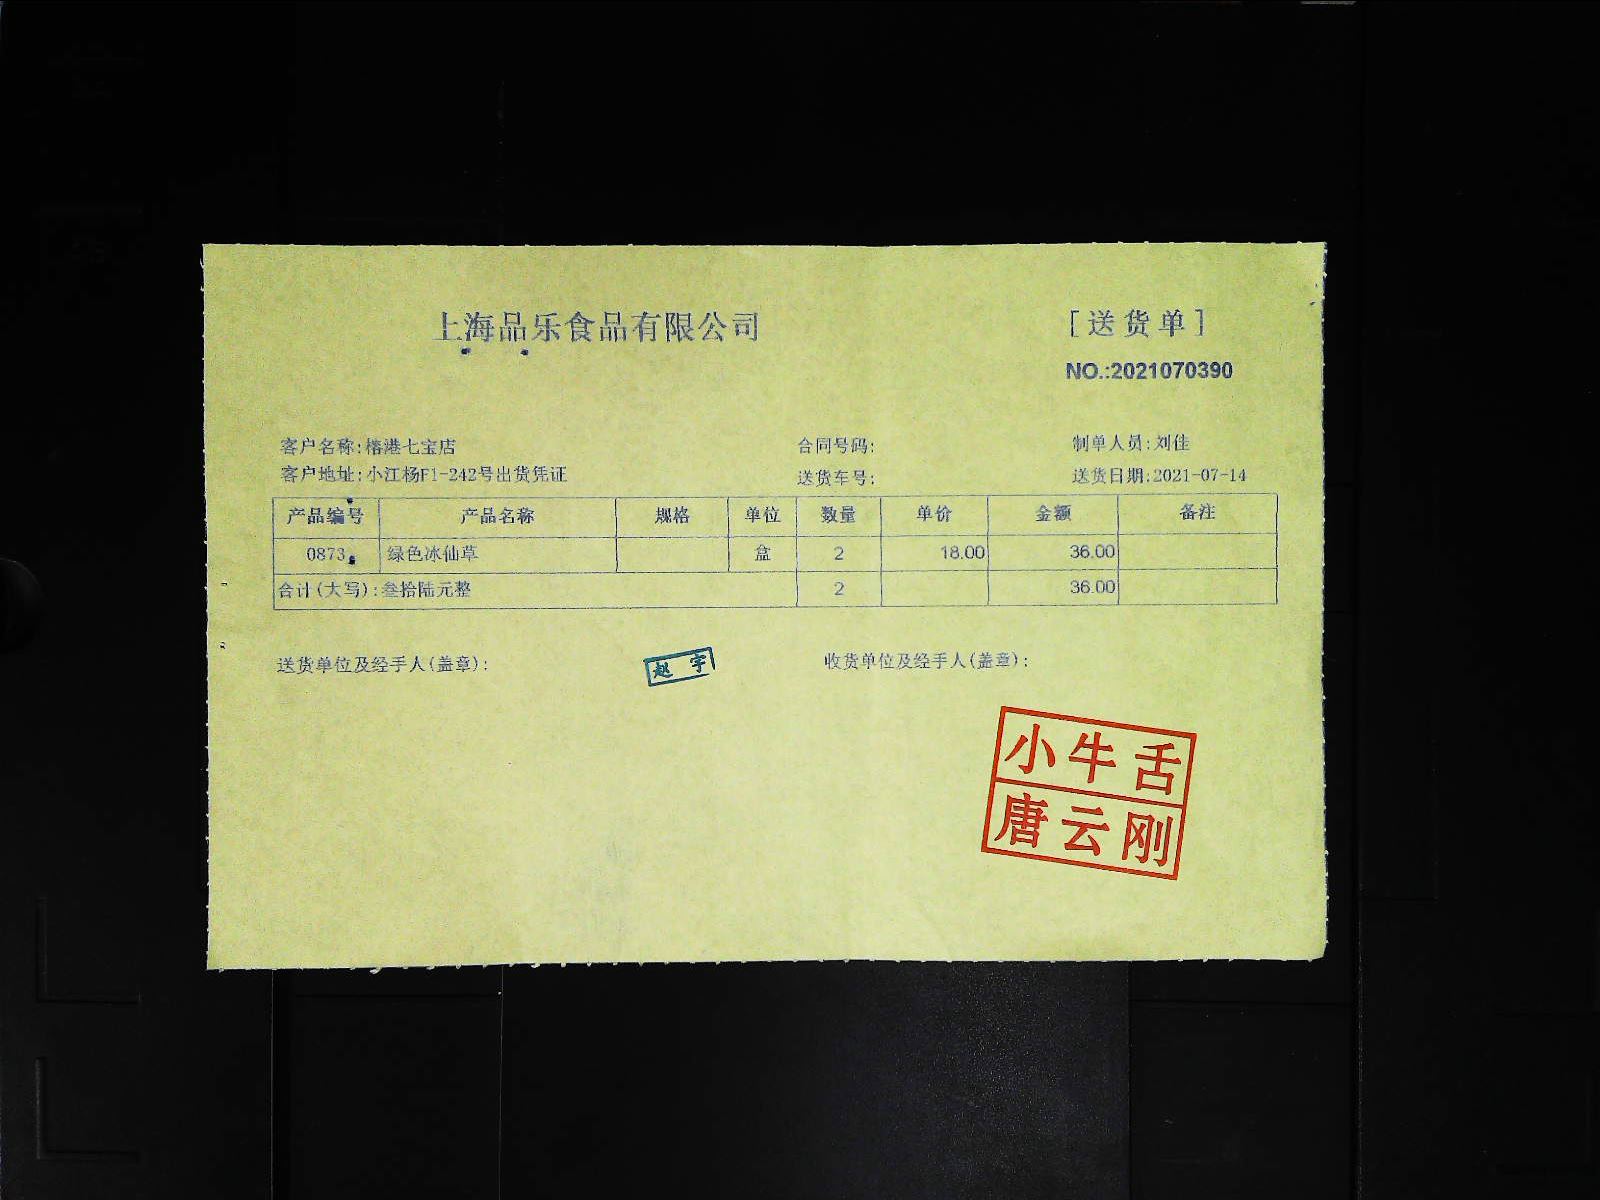 上海品乐食品有限公司
[送货单]
NO.:2021070390
客户名称:椿港七宝店
合同号码:
制单人员:刘佳
客户地址:小江杨F1-242号出货凭证
送货车号:
送货日期:2021-07-14
产品编号 产品名称 规格 单位 数量 单价 金额 备注
0873 绿色冰仙草 盒 2 18.00 36.00
合计(大写):叁拾陆元整 2 36.00
送货单位及经手人(盖章):
赵宇
收货单位及经手人(盖章):
小牛舌
唐云刚